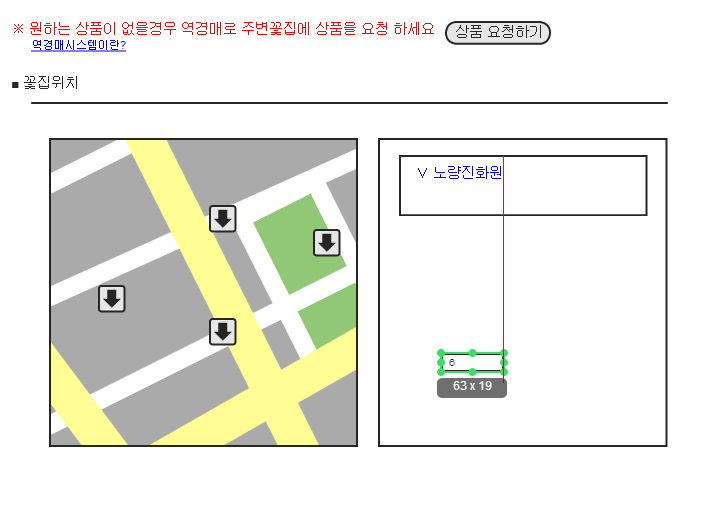 ※ 원하는 상품이 없을경우 역경매로 주변꽃집에 상품을 요청 하세요 상품 요청하기
역경매시스템이란?
■ 꽃집위치
∨ 노량진화원
6
63 x 19